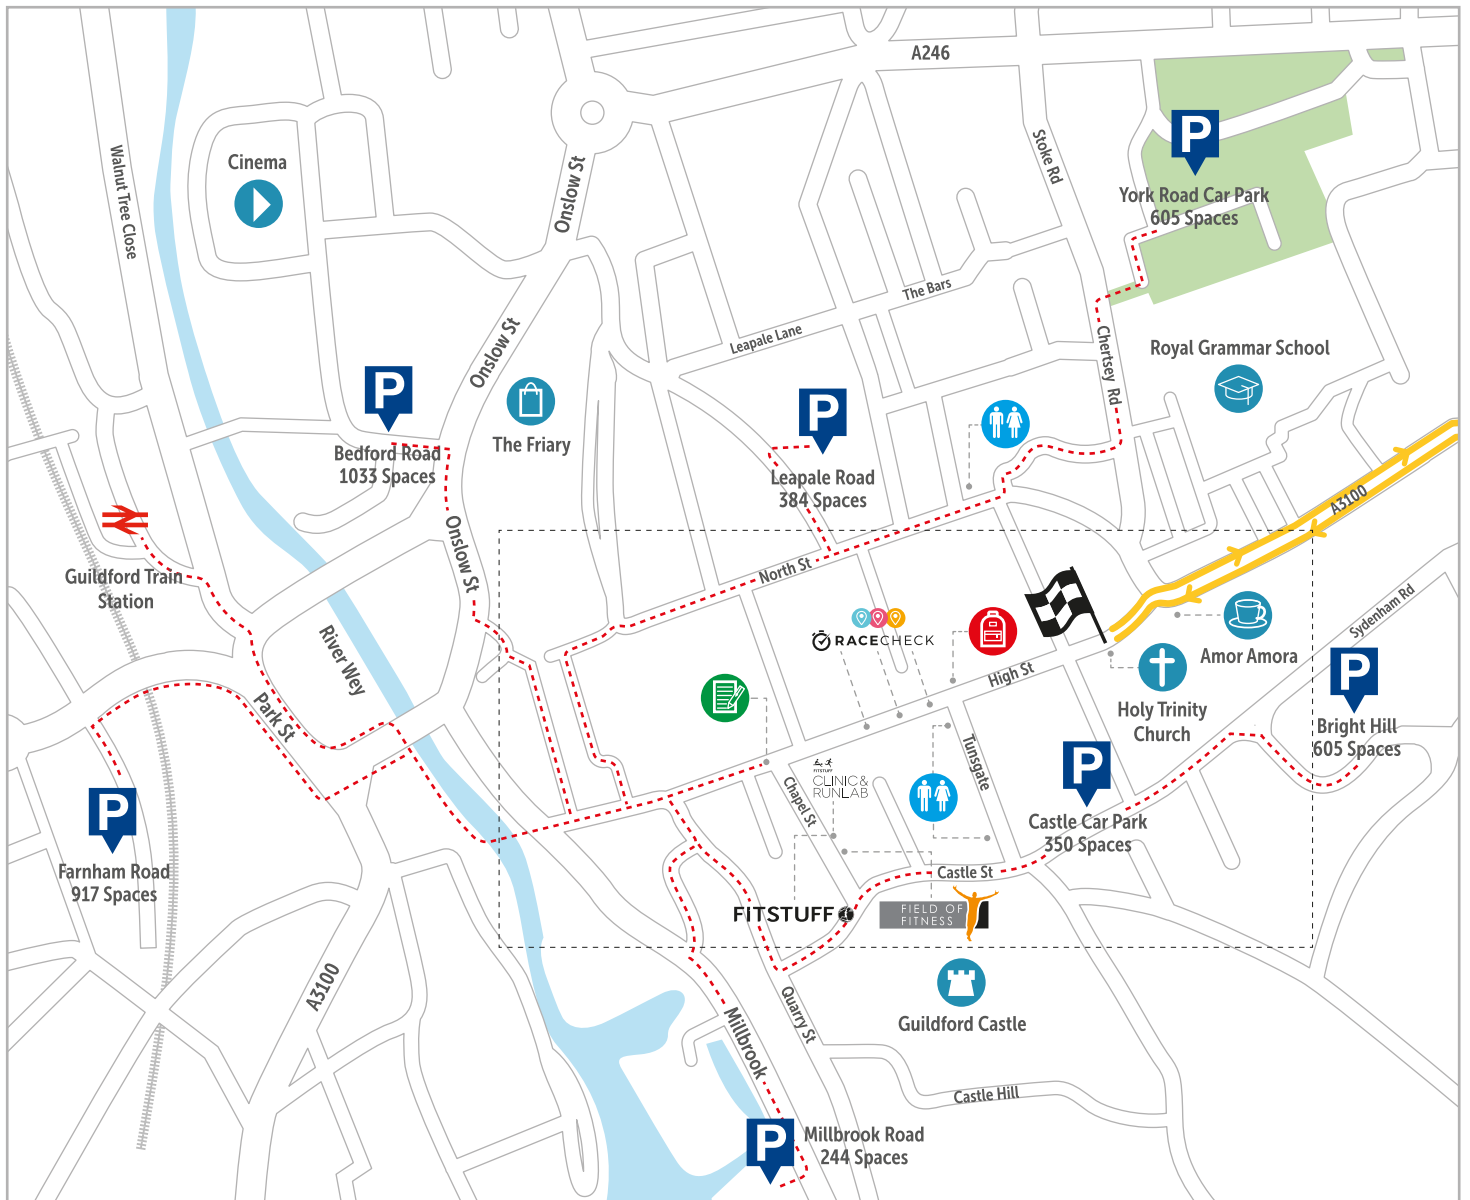 A246
Walnut Tree Close
Cinema
Onslow St
Stoke Rd
P
York Road Car Park
605 Spaces
The Bars
Leapale Lane
Onslow St
Chertsey Rd
Royal Grammar School
P
Bedford Road
1033 Spaces
The Friary
P
Leapale Road
384 Spaces
A3100
Onslow St
Guildford Train
Station
North St
RACECHECK
River Wey
High St
Sydenham Rd
Amor Amora
Holy Trinity
Church
P
Bright Hill
605 Spaces
Park St
Tunsgate
FITSTUFF
CLINIC&
RUNLAB
Chapel St
P
Castle Car Park
350 Spaces
P
Farnham Road
917 Spaces
Castle St
FITSTUFF
FIELD OF
FITNESS
A3100
Guildford Castle
Quarry St
Millbrook
Castle Hill
P
Millbrook Road
244 Spaces